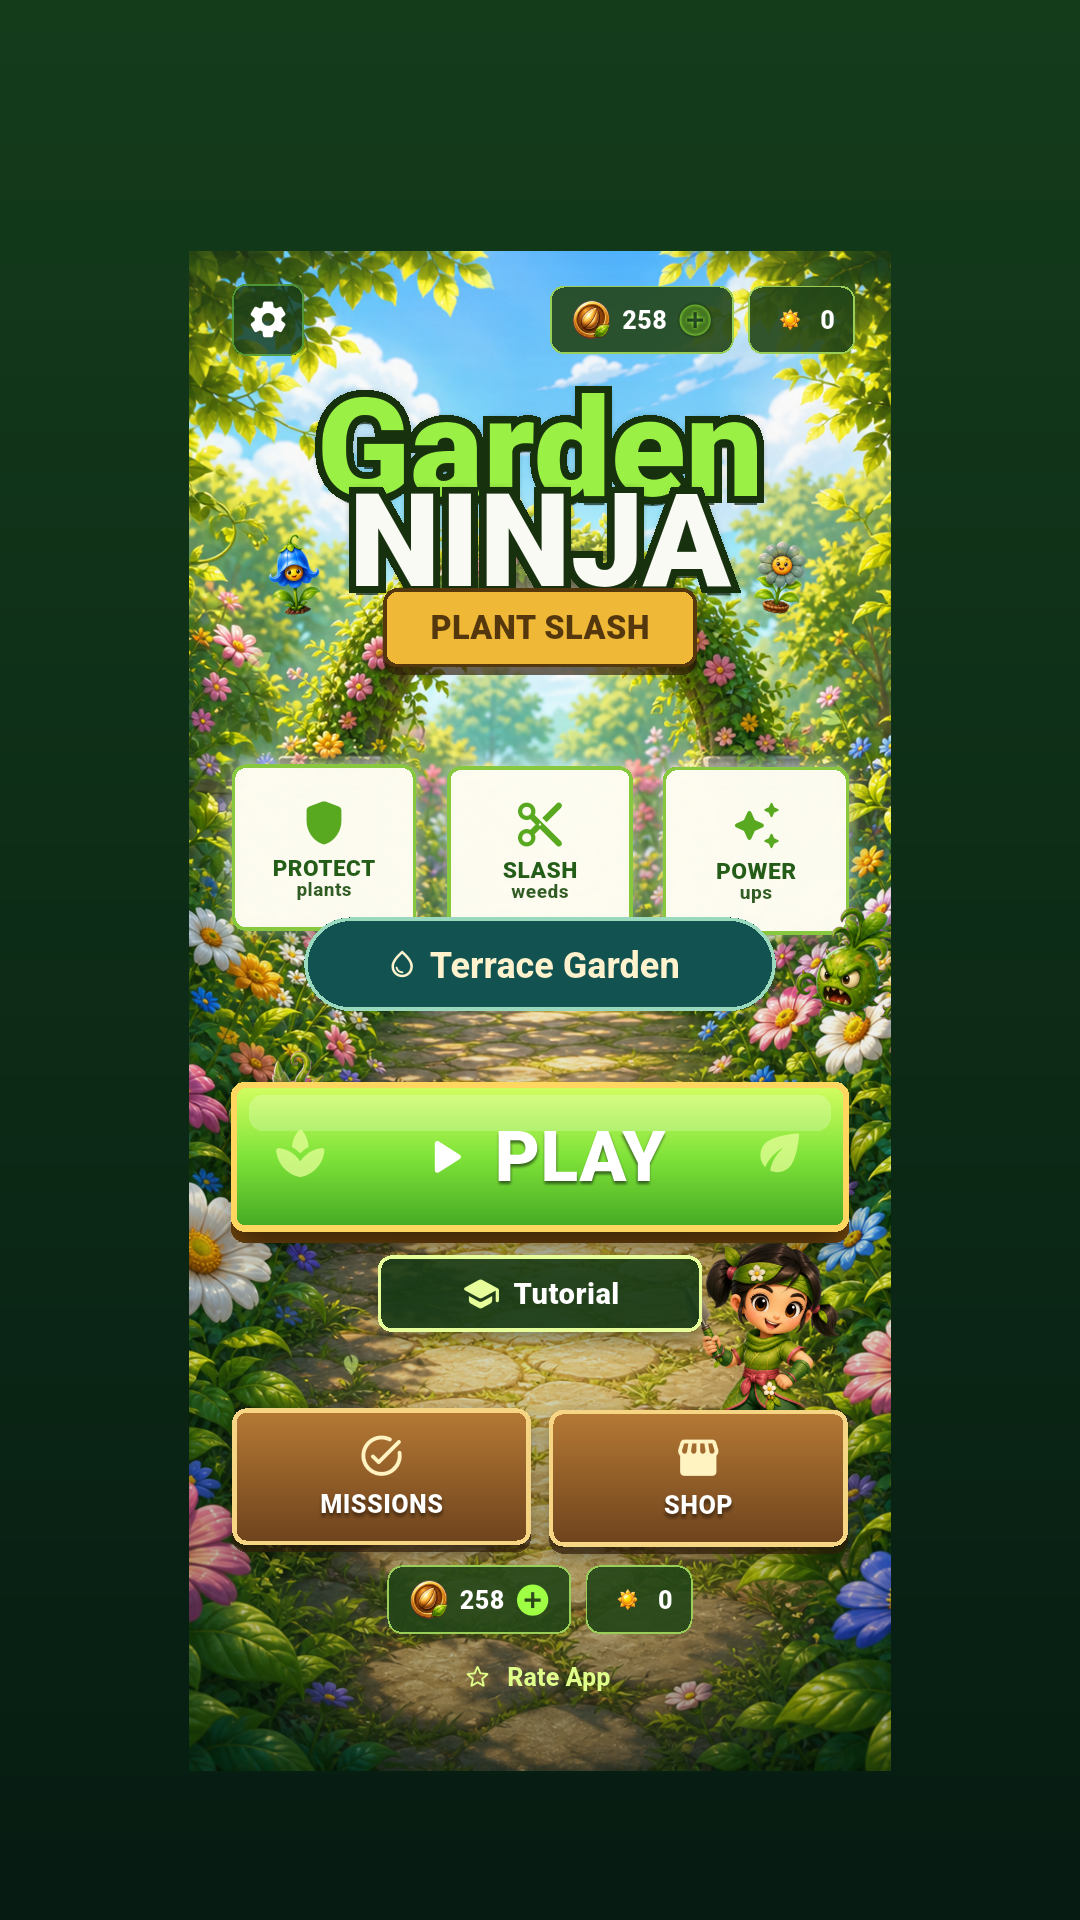 258
0
Garden
NINJA
PLANT SLASH
PROTECT
plants
SLASH
weeds
POWER
ups
Terrace Garden
PLAY
Tutorial
MISSIONS
SHOP
258
0
Rate App